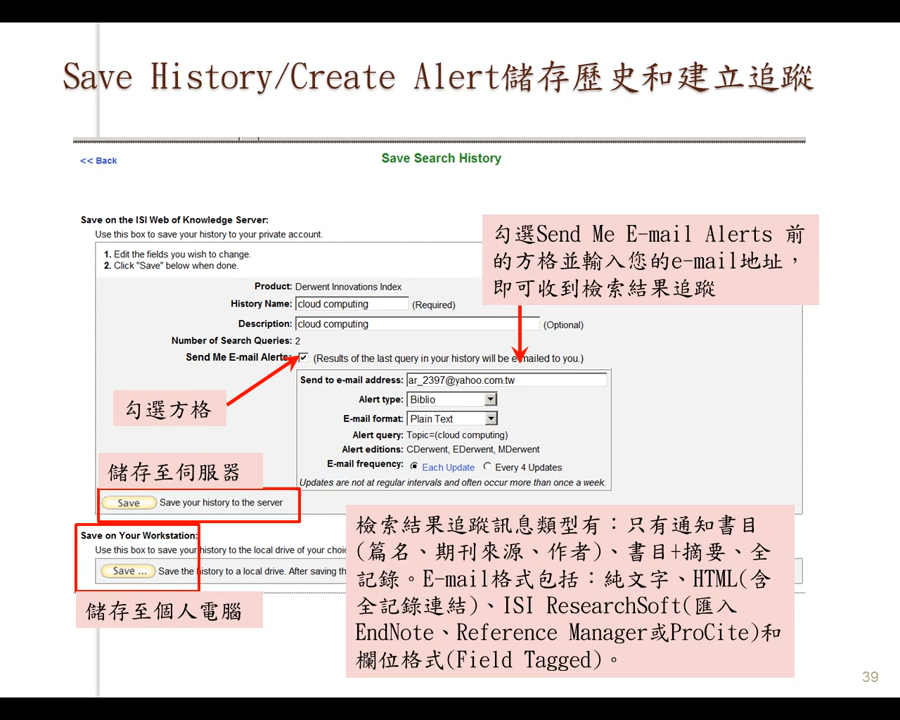 Save History/Create Alert儲存歷史和建立追蹤
<< Back
Save Search History
Save on the ISI Web of Knowledge Server:
Use this box to save your history to your private account.
1. Edit the fields you wish to change.
2. Click "Save" below when done.
勾選Send Me E-mail Alerts 前
的方格並輸入您的e-mail地址，
即可收到檢索結果追蹤
Product: Derwent Innovations Index
History Name: cloud computing (Required)
Description: cloud computing (Optional)
Number of Search Queries: 2
Send Me E-mail Alerts: (Results of the last query in your history will be e-mailed to you.)
Send to e-mail address: ar_2397@yahoo.com.tw
Alert type: Biblio
勾選方格
E-mail format: Plain Text
Alert query: Topic=(cloud computing)
Alert editions: CDerwent, EDerwent, MDerwent
E-mail frequency: Each Update Every 4 Updates
Updates are not at regular intervals and often occur more than once a week.
儲存至伺服器
Save Save your history to the server
Save on Your Workstation:
Use this box to save your history to the local drive of your choic
Save ... Save the history to a local drive. After saving th
儲存至個人電腦
檢索結果追蹤訊息類型有：只有通知書目
(篇名、期刊來源、作者)、書目+摘要、全
記錄。E-mail格式包括：純文字、HTML(含
全記錄連結)、ISI ResearchSoft(匯入
EndNote、Reference Manager或ProCite)和
欄位格式(Field Tagged)。
39